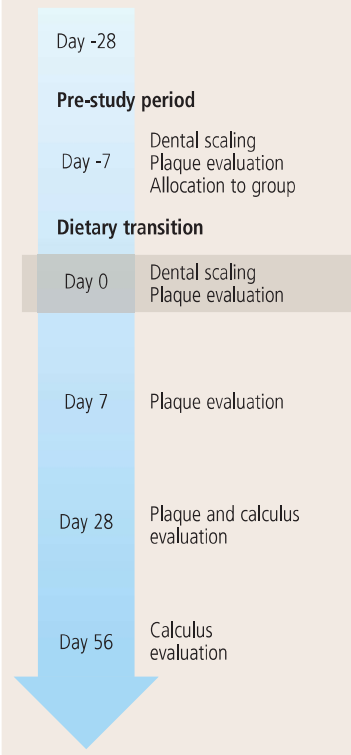 Day -28
Pre-study period
Day -7
Dental scaling
Plaque evaluation
Allocation to group
Dietary transition
Day 0
Dental scaling
Plaque evaluation
Day 7
Plaque evaluation
Day 28
Plaque and calculus
evaluation
Day 56
Calculus
evaluation